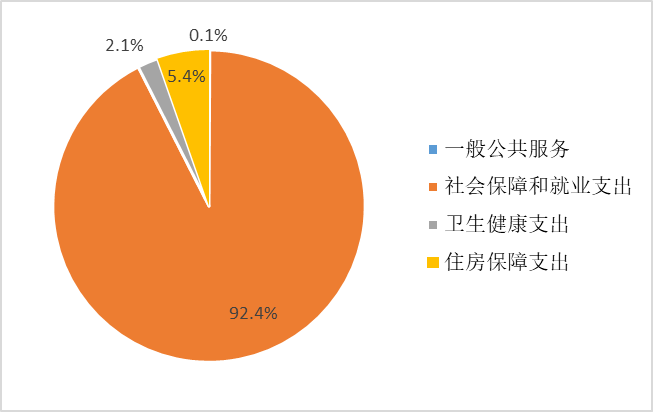 0.1%
2.1%
5.4%
92.4%
一般公共服务
社会保障和就业支出
卫生健康支出
住房保障支出